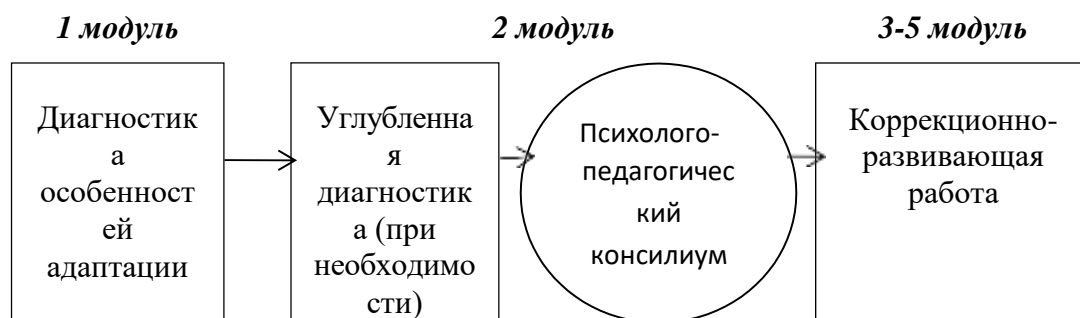 1 модуль
2 модуль
3-5 модуль
Диагностик
а
особенност
ей
адаптации
Углубленна
я
диагностик
а (при
необходимо
сти)
Психолого-
педагогичес
кий
консилиум
Коррекционно-
развивающая
работа